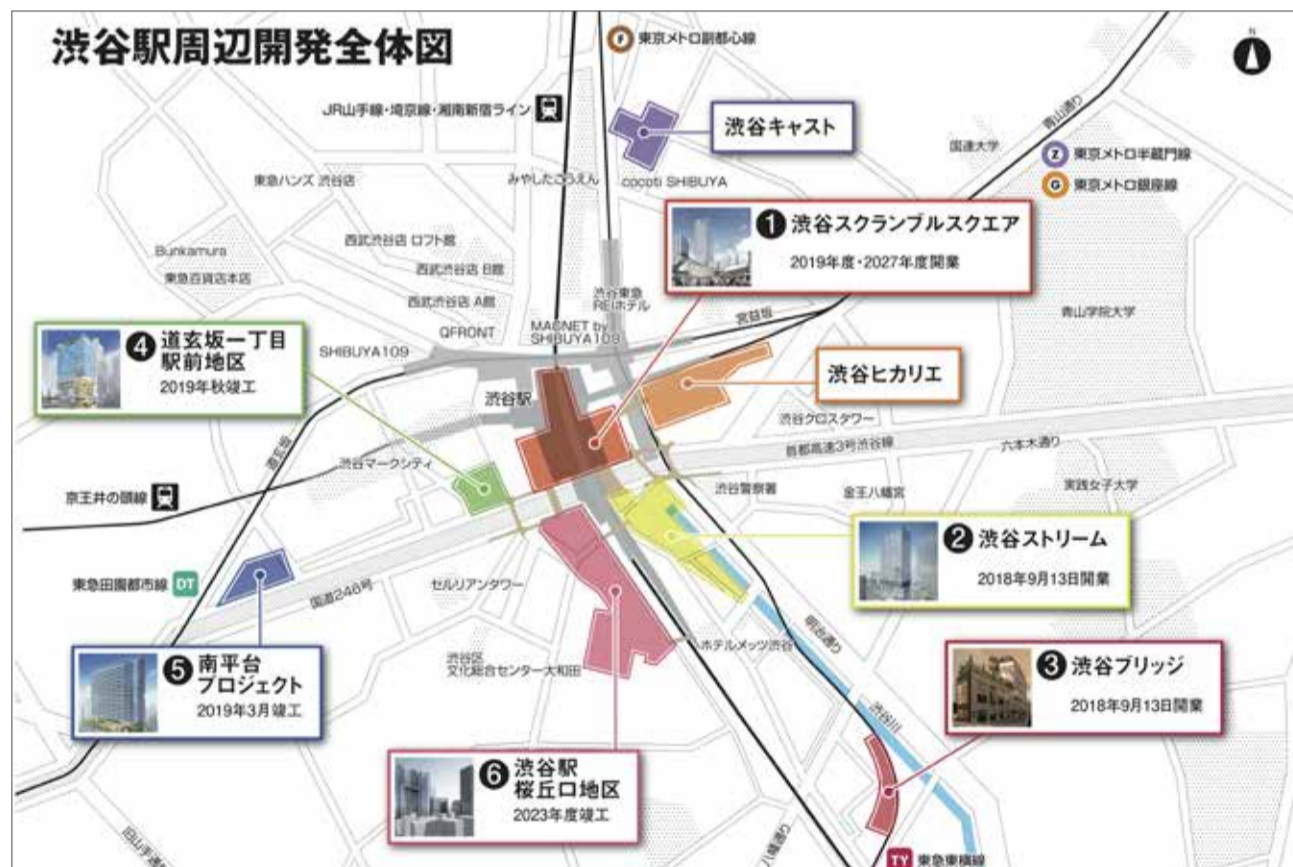 渋谷駅周辺開発全体図
F 東京メトロ副都心線
N
JR山手線・埼京線・湘南新宿ライン
渋谷キャスト
青山通り
国連大学
Z 東京メトロ半蔵門線
G 東京メトロ銀座線
東急ハンズ 渋谷店
みやしたこうえん
cocoti SHIBUYA
❶ 渋谷スクランブルスクエア
2019年度・2027年度開業
Bunkamura
東急百貨店本店
西武渋谷店 ロフト館
西武渋谷店 B館
西武渋谷店 A館
渋谷東急
REIホテル
QFRONT
MAGNET by
SHIBUYA109
宮益坂
青山学院大学
❹ 道玄坂一丁目
駅前地区
2019年秋竣工
SHIBUYA109
渋谷駅
渋谷ヒカリエ
渋谷クロスタワー
首都高速3号渋谷線
六本木通り
道玄坂
渋谷マークシティ
京王井の頭線
渋谷警察署
金王八幡宮
実践女子大学
❷ 渋谷ストリーム
2018年9月13日開業
東急田園都市線 DT
国道246号
セルリアンタワー
明治通り
ホテルメッツ渋谷
渋谷区
文化総合センター大和田
❺ 南平台
プロジェクト
2019年3月竣工
❸ 渋谷ブリッジ
2018年9月13日開業
渋谷川
❻ 渋谷駅
桜丘口地区
2023年度竣工
旧山手通り
八幡通り
TY 東急東横線